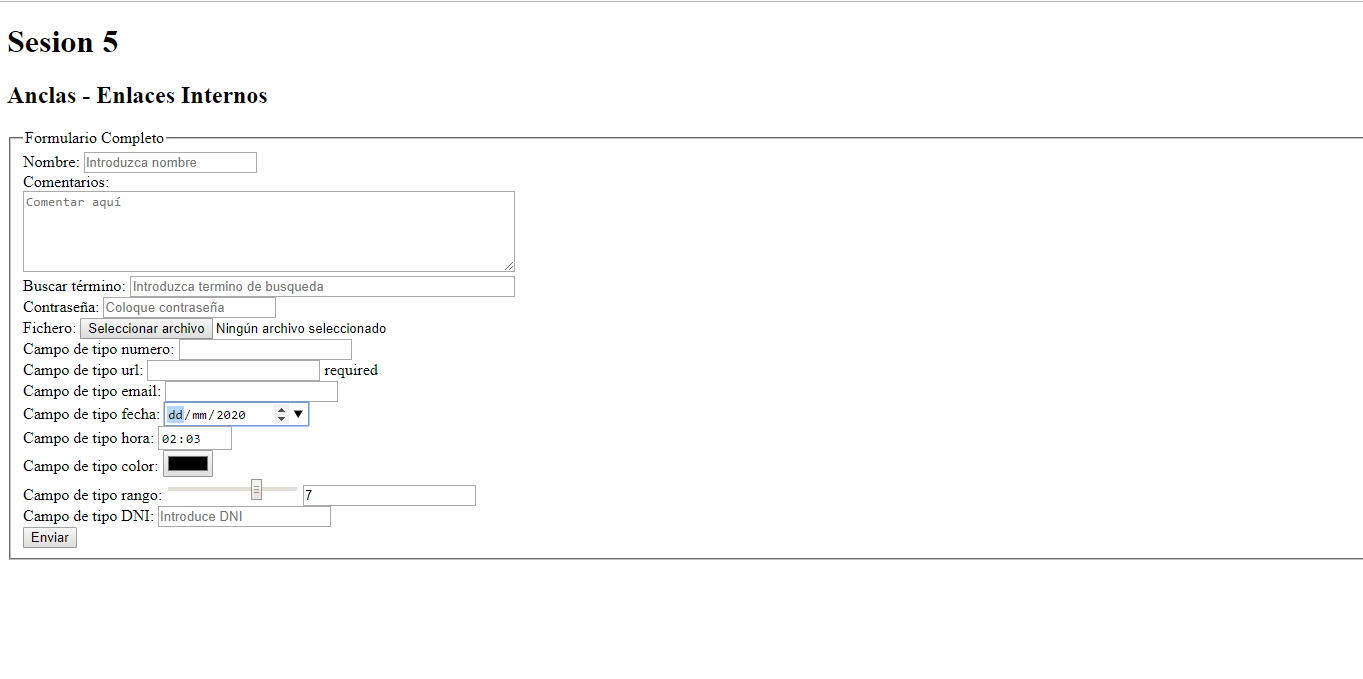 Sesion 5
Anclas - Enlaces Internos
Formulario Completo
Nombre: Introduzca nombre
Comentarios:
Comentar aquí
Buscar término: Introduzca termino de busqueda
Contraseña: Coloque contraseña
Fichero: Seleccionar archivo Ningún archivo seleccionado
Campo de tipo numero:
Campo de tipo url: required
Campo de tipo email:
Campo de tipo fecha: dd/mm/2020
Campo de tipo hora: 02:03
Campo de tipo color:
Campo de tipo rango: 7
Campo de tipo DNI: Introduce DNI
Enviar